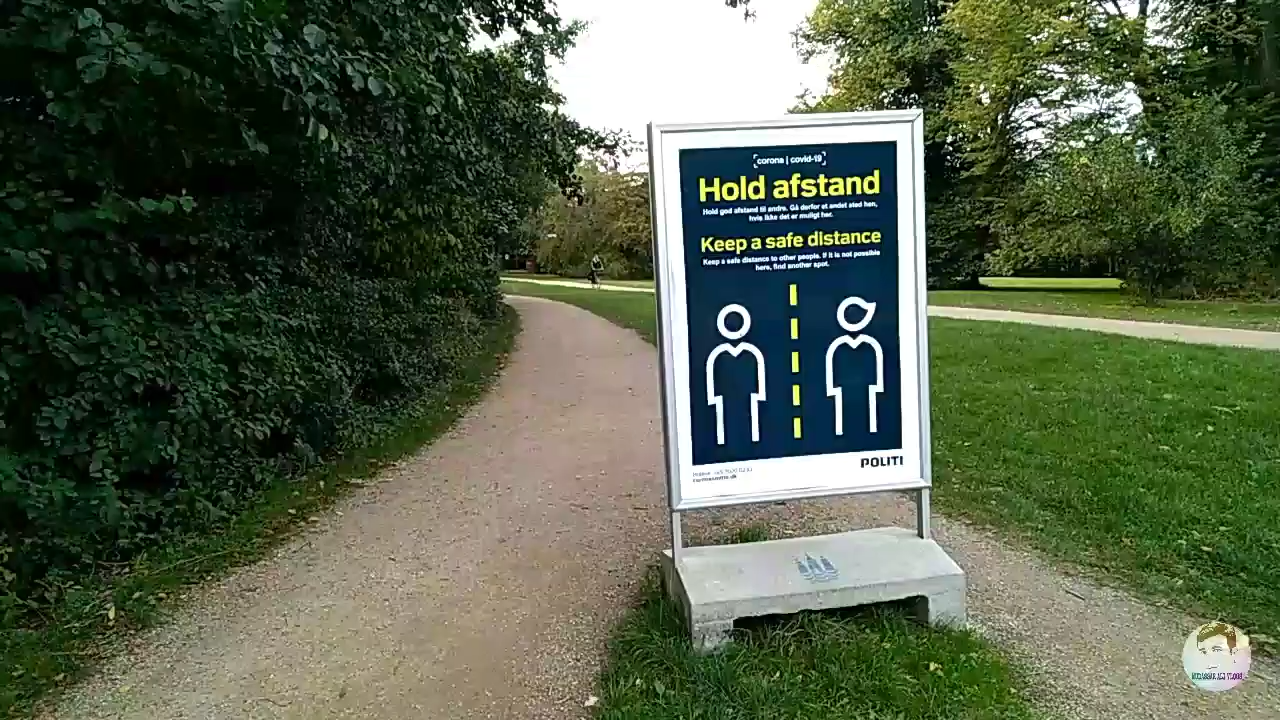 [corona | covid-19]
Hold afstand
Hold god afstand til andre. Gå derfor et andet sted hen,
hvis ikke det er muligt her.
Keep a safe distance
Keep a safe distance to other people. If it is not possible
here, find another spot.
POLITI